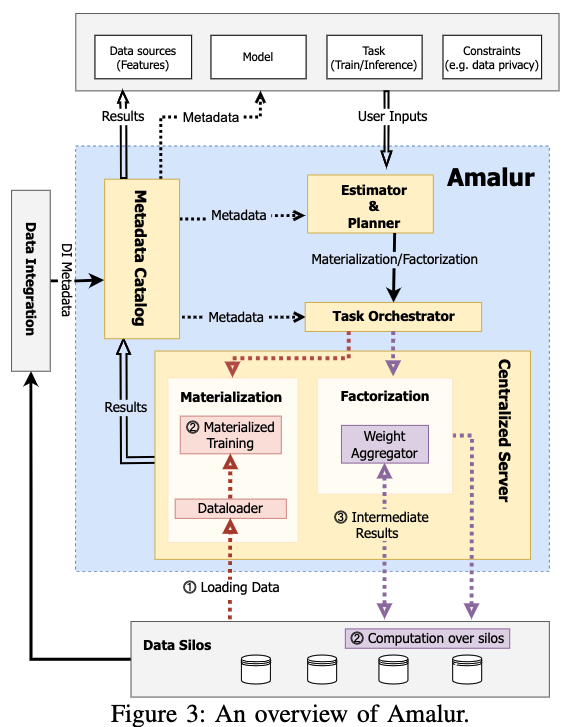 Data sources
(Features)
Model
Task
(Train/Inference)
Constraints
(e.g. data privacy)
Results
Metadata
User Inputs
Amalur
Metadata Catalog
Estimator
&
Planner
Metadata
Data Integration
DI Metadata
Materialization/Factorization
Metadata
Task Orchestrator
Centralized Server
Results
Materialization
② Materialized
Training
Dataloader
Factorization
Weight
Aggregator
③ Intermediate
Results
① Loading Data
Data Silos
② Computation over silos
Figure 3: An overview of Amalur.